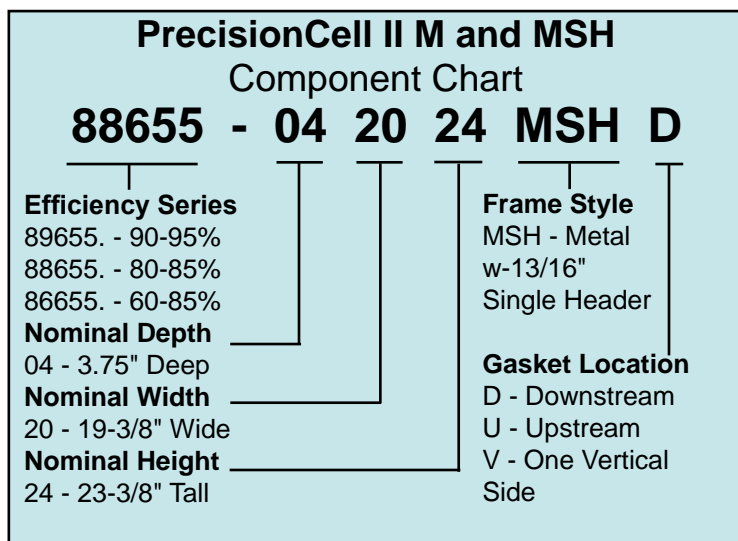 PrecisionCell II M and MSH
Component Chart
88655 - 04 20 24 MSH D
Efficiency Series
89655. - 90-95%
88655. - 80-85%
86655. - 60-85%
Nominal Depth
04 - 3.75" Deep
Nominal Width
20 - 19-3/8" Wide
Nominal Height
24 - 23-3/8" Tall
Frame Style
MSH - Metal
w-13/16"
Single Header
Gasket Location
D - Downstream
U - Upstream
V - One Vertical
Side